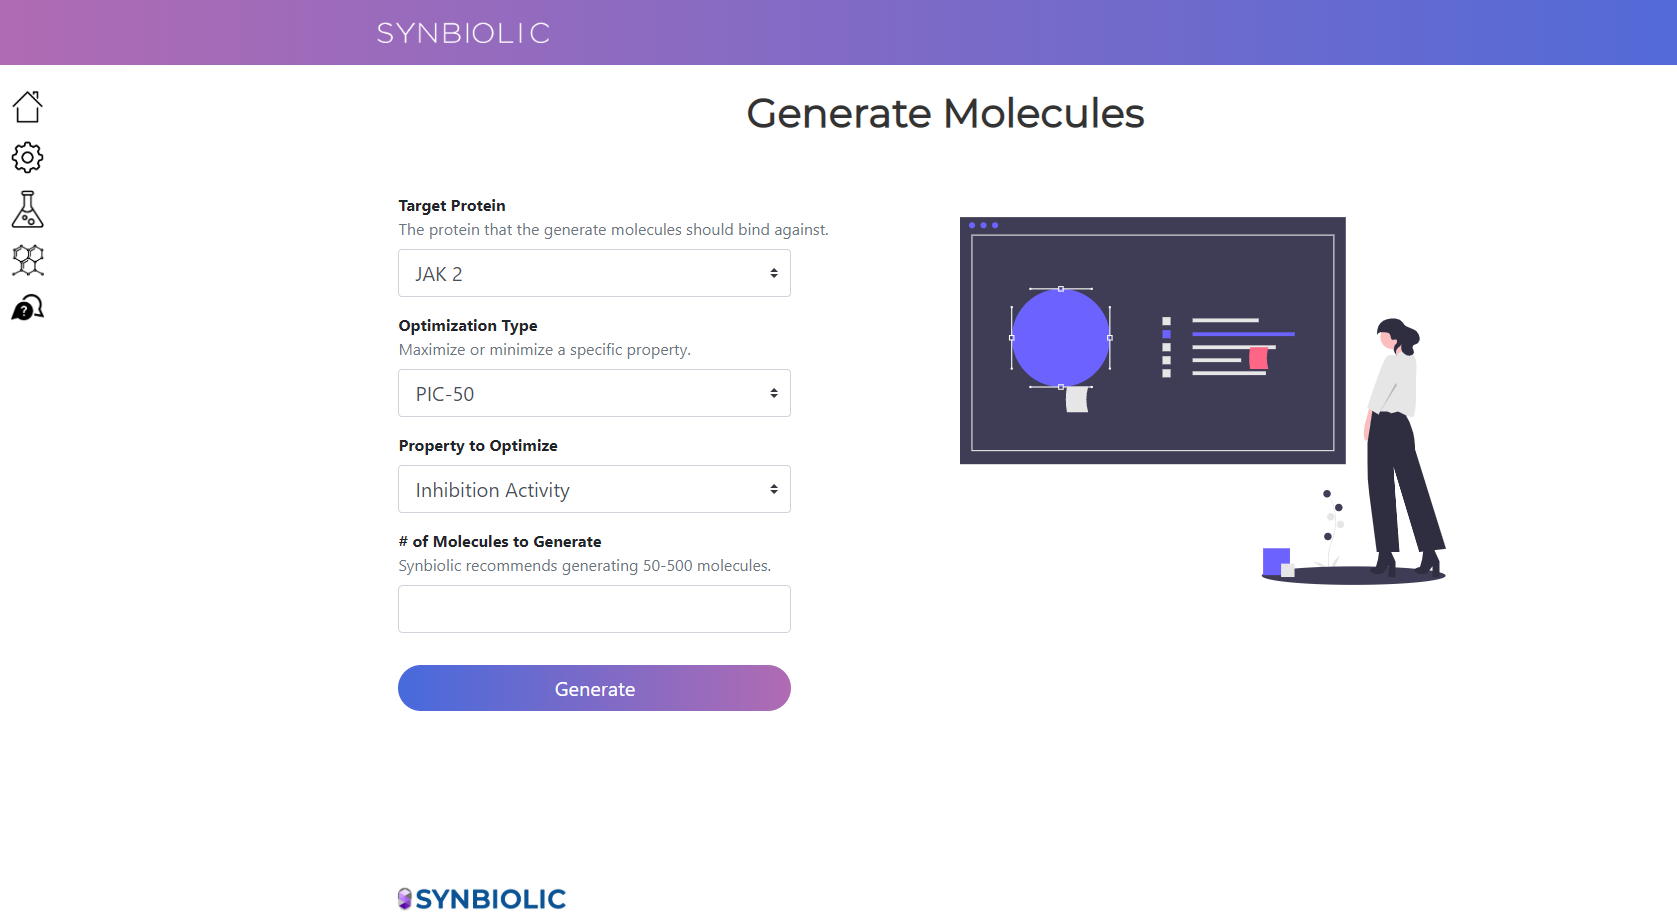 SYNBIOLIC
Generate Molecules
Target Protein
The protein that the generate molecules should bind against.
JAK 2
Optimization Type
Maximize or minimize a specific property.
PIC-50
Property to Optimize
Inhibition Activity
# of Molecules to Generate
Synbiolic recommends generating 50-500 molecules.
Generate
?
SYNBIOLIC